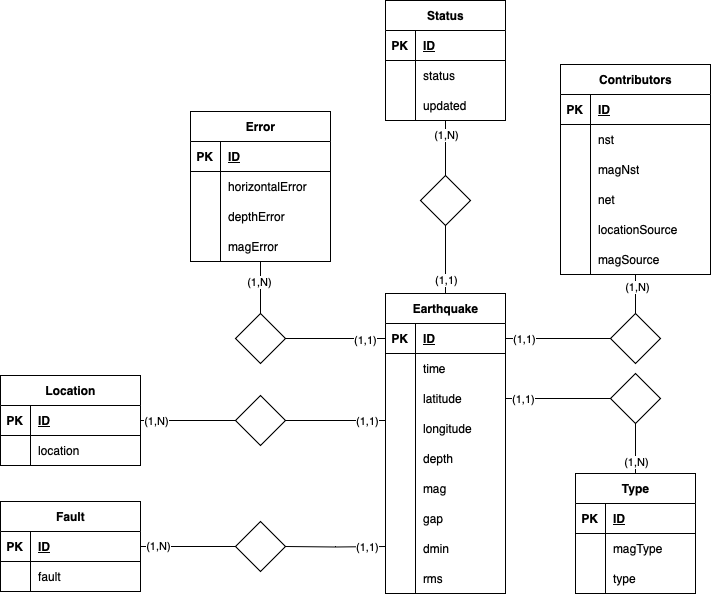 Status
PK ID
status
updated
(1,N)
(1,1)
Contributors
PK ID
nst
magNst
net
locationSource
magSource
(1,N)
(1,1)
Error
PK ID
horizontalError
depthError
magError
(1,N)
(1,1)
Earthquake
PK ID
time
latitude
longitude
depth
mag
gap
dmin
rms
Location
PK ID
location
(1,N)
(1,1)
(1,1)
(1,N)
Type
PK ID
magType
type
Fault
PK ID
fault
(1,N)
(1,1)